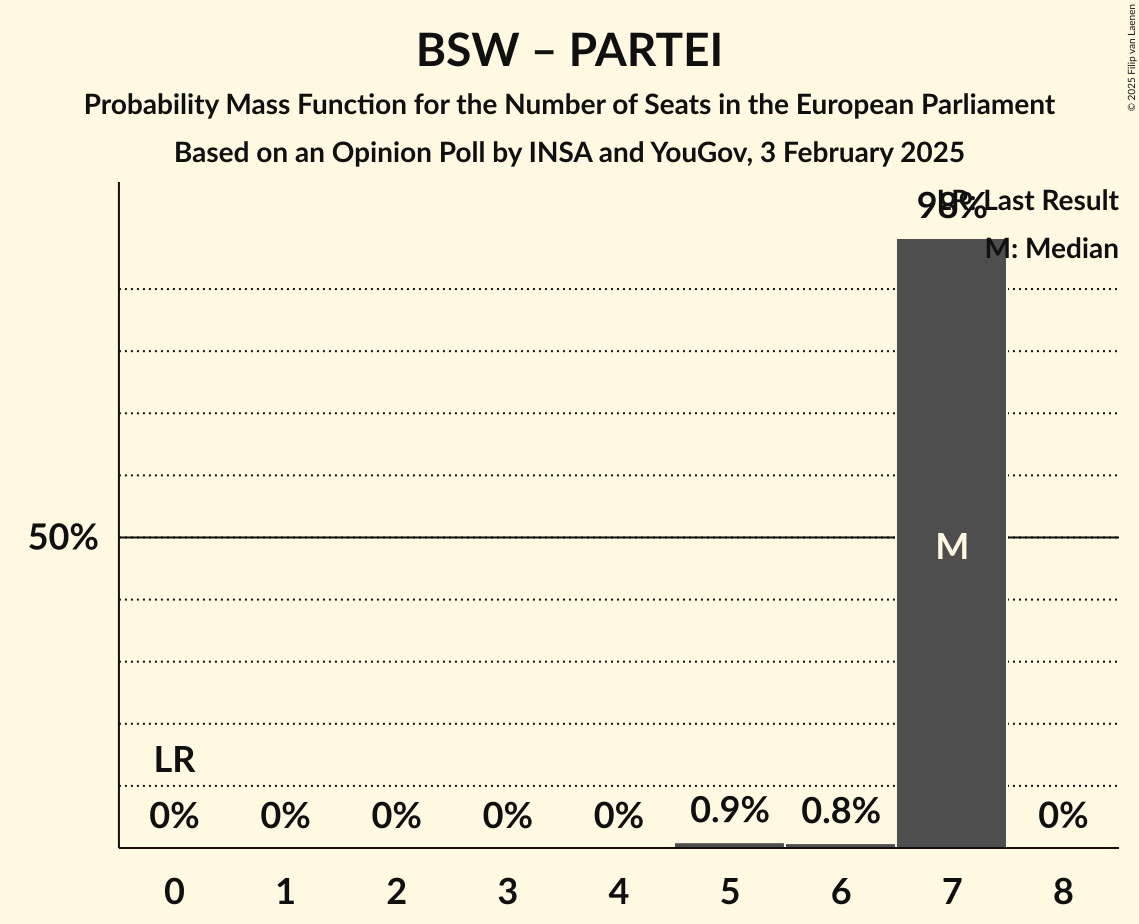 BSW – PARTEI
Probability Mass Function for the Number of Seats in the European Parliament
Based on an Opinion Poll by INSA and YouGov, 3 February 2025
© 2025 Filip van Laenen
LR: Last Result
M: Median
98%
50%
M
LR
0% 0% 0% 0% 0% 0.9% 0.8% 0%
0 1 2 3 4 5 6 7 8